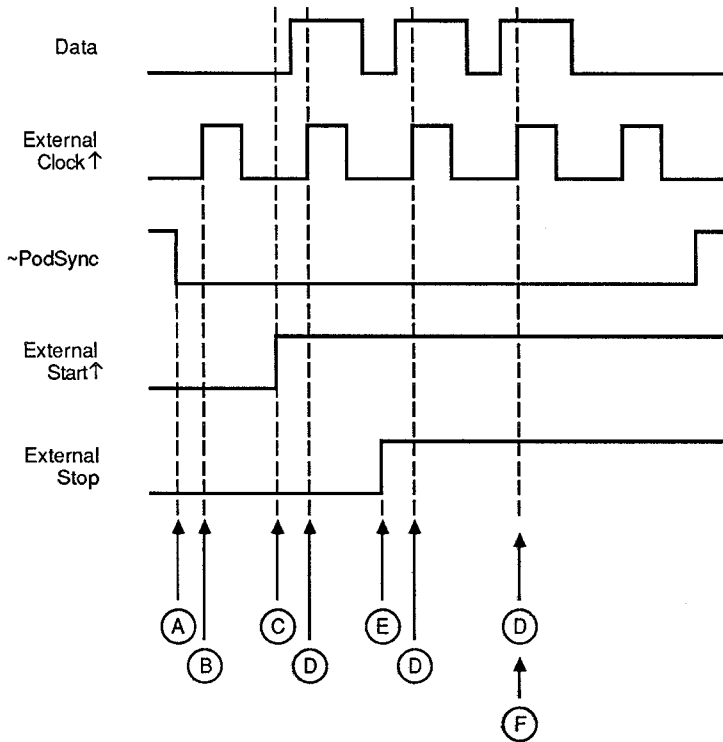 Data
External
Clock↑
~PodSync
External
Start↑
External
Stop
A
C
E
D
B
D
D
F